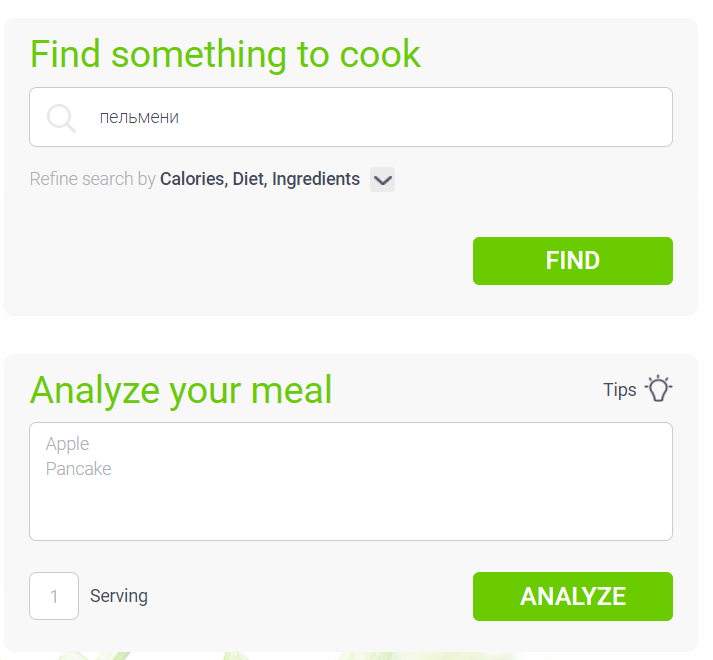 Find something to cook
пельмени
Refine search by Calories, Diet, Ingredients
FIND
Analyze your meal
Tips
Apple
Pancake
1 Serving
ANALYZE